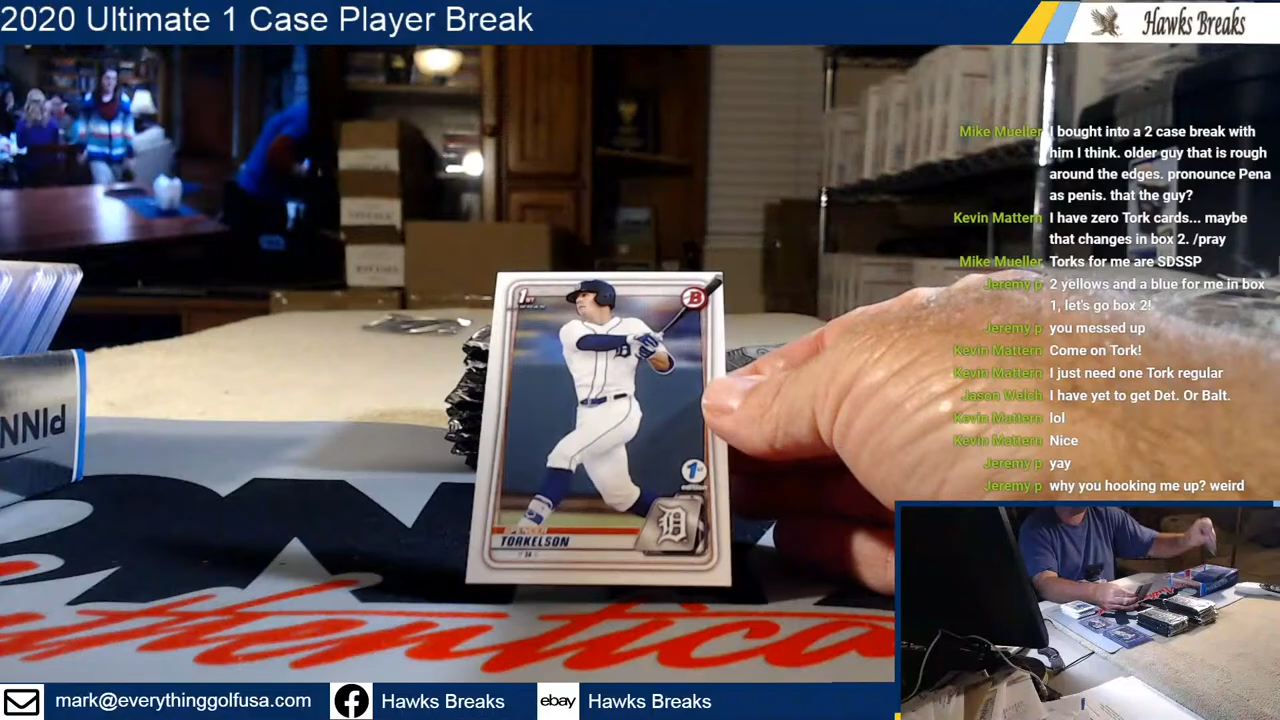 2020 Ultimate 1 Case Player Break
Hawks Breaks
Mike Mueller I bought into a 2 case break with
him I think. older guy that is rough
around the edges. pronounce Pena
as penis. that the guy?
Kevin Mattern I have zero Tork cards... maybe
that changes in box 2. /pray
Mike Mueller Torks for me are SDSSP
Jeremy p 2 yellows and a blue for me in box
1, let's go box 2!
Jeremy p you messed up
Kevin Mattern Come on Tork!
Kevin Mattern I just need one Tork regular
Jason Welch I have yet to get Det. Or Balt.
Kevin Mattern lol
Kevin Mattern Nice
Jeremy p yay
Jeremy p why you hooking me up? weird
1ST
B
1st
D
TORKELSON
PINN
uthentica
mark@everythinggolfusa.com
Hawks Breaks
ebay
Hawks Breaks